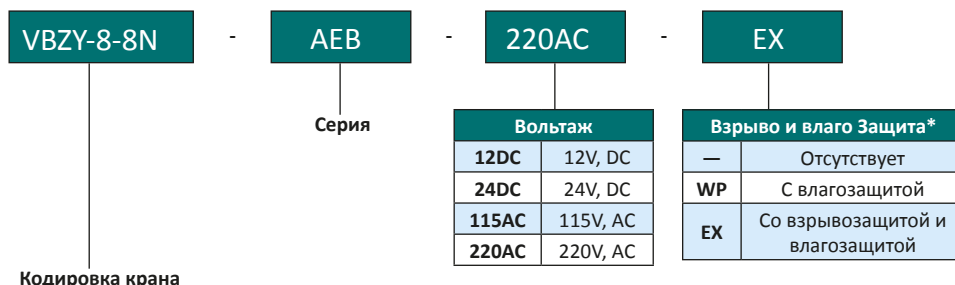 VBZY-8-8N - AEB - 220AC - EX
Серия
Вольтаж
12DC 12V, DC
24DC 24V, DC
115AC 115V, AC
220AC 220V, AC
Взрыво и влаго Защита*
— Отсутствует
WP С влагозащитой
EX Со взрывозащитой и
влагозащитой
Кодировка крана